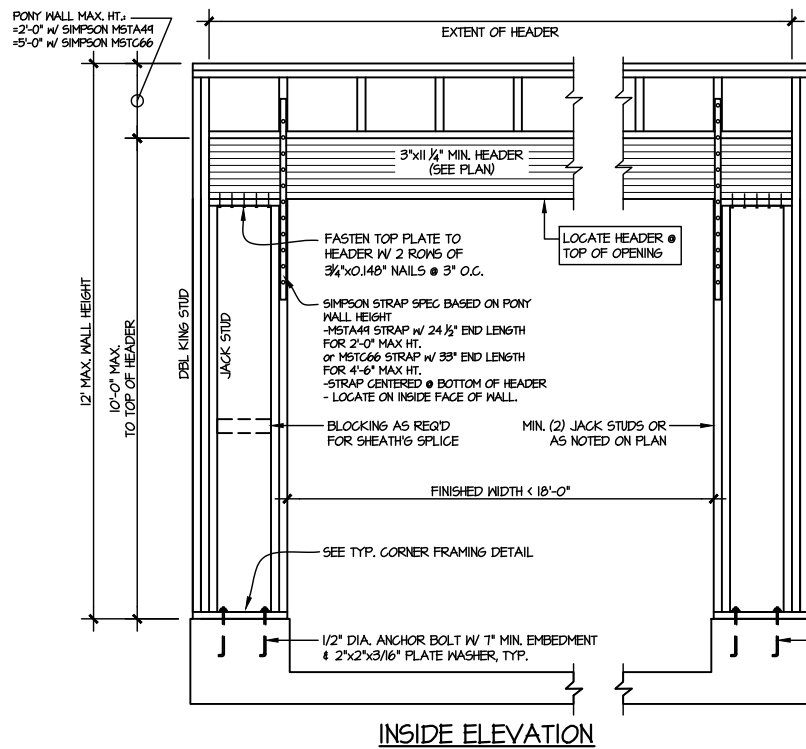 PONY WALL MAX. HT.:
=2'-0" W/ SIMPSON MSTA49
=5'-0" W/ SIMPSON MSTC66
EXTENT OF HEADER
3"x11 1/4" MIN. HEADER
(SEE PLAN)
FASTEN TOP PLATE TO
HEADER W/ 2 ROWS OF
3 1/4"x0.148" NAILS @ 3" O.C.
LOCATE HEADER @
TOP OF OPENING
SIMPSON STRAP SPEC BASED ON PONY
WALL HEIGHT
-MSTA49 STRAP W/ 24 1/2" END LENGTH
FOR 2'-0" MAX HT.
or MSTC66 STRAP W/ 33" END LENGTH
FOR 4'-6" MAX HT.
-STRAP CENTERED @ BOTTOM OF HEADER
- LOCATE ON INSIDE FACE OF WALL.
12' MAX. WALL HEIGHT
10'-0" MAX.
TO TOP OF HEADER
DBL KING STUD
JACK STUD
BLOCKING AS REQ'D
FOR SHEATH'G SPLICE
MIN. (2) JACK STUDS OR
AS NOTED ON PLAN
FINISHED WIDTH < 18'-0"
SEE TYP. CORNER FRAMING DETAIL
1/2" DIA. ANCHOR BOLT W/ 7" MIN. EMBEDMENT
& 2"x2"x3/16" PLATE WASHER, TYP.
INSIDE ELEVATION